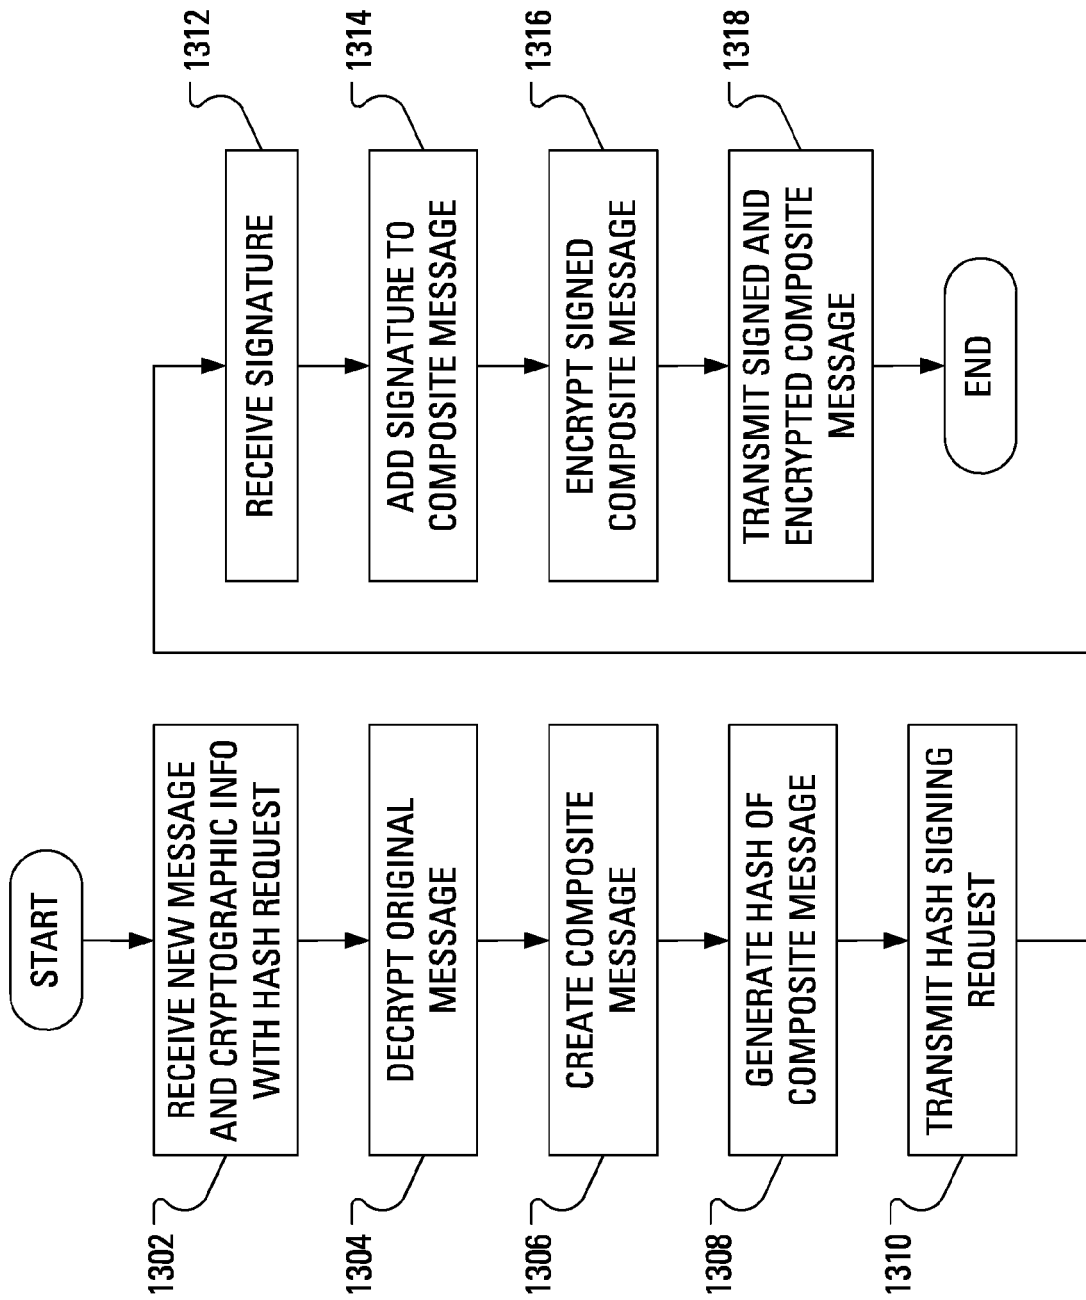 START
RECEIVE NEW MESSAGE
AND CRYPTOGRAPHIC INFO
WITH HASH REQUEST
1302
DECRYPT ORIGINAL
MESSAGE
1304
CREATE COMPOSITE
MESSAGE
1306
GENERATE HASH OF
COMPOSITE MESSAGE
1308
TRANSMIT HASH SIGNING
REQUEST
1310
RECEIVE SIGNATURE
1312
ADD SIGNATURE TO
COMPOSITE MESSAGE
1314
ENCRYPT SIGNED
COMPOSITE MESSAGE
1316
TRANSMIT SIGNED AND
ENCRYPTED COMPOSITE
MESSAGE
1318
END